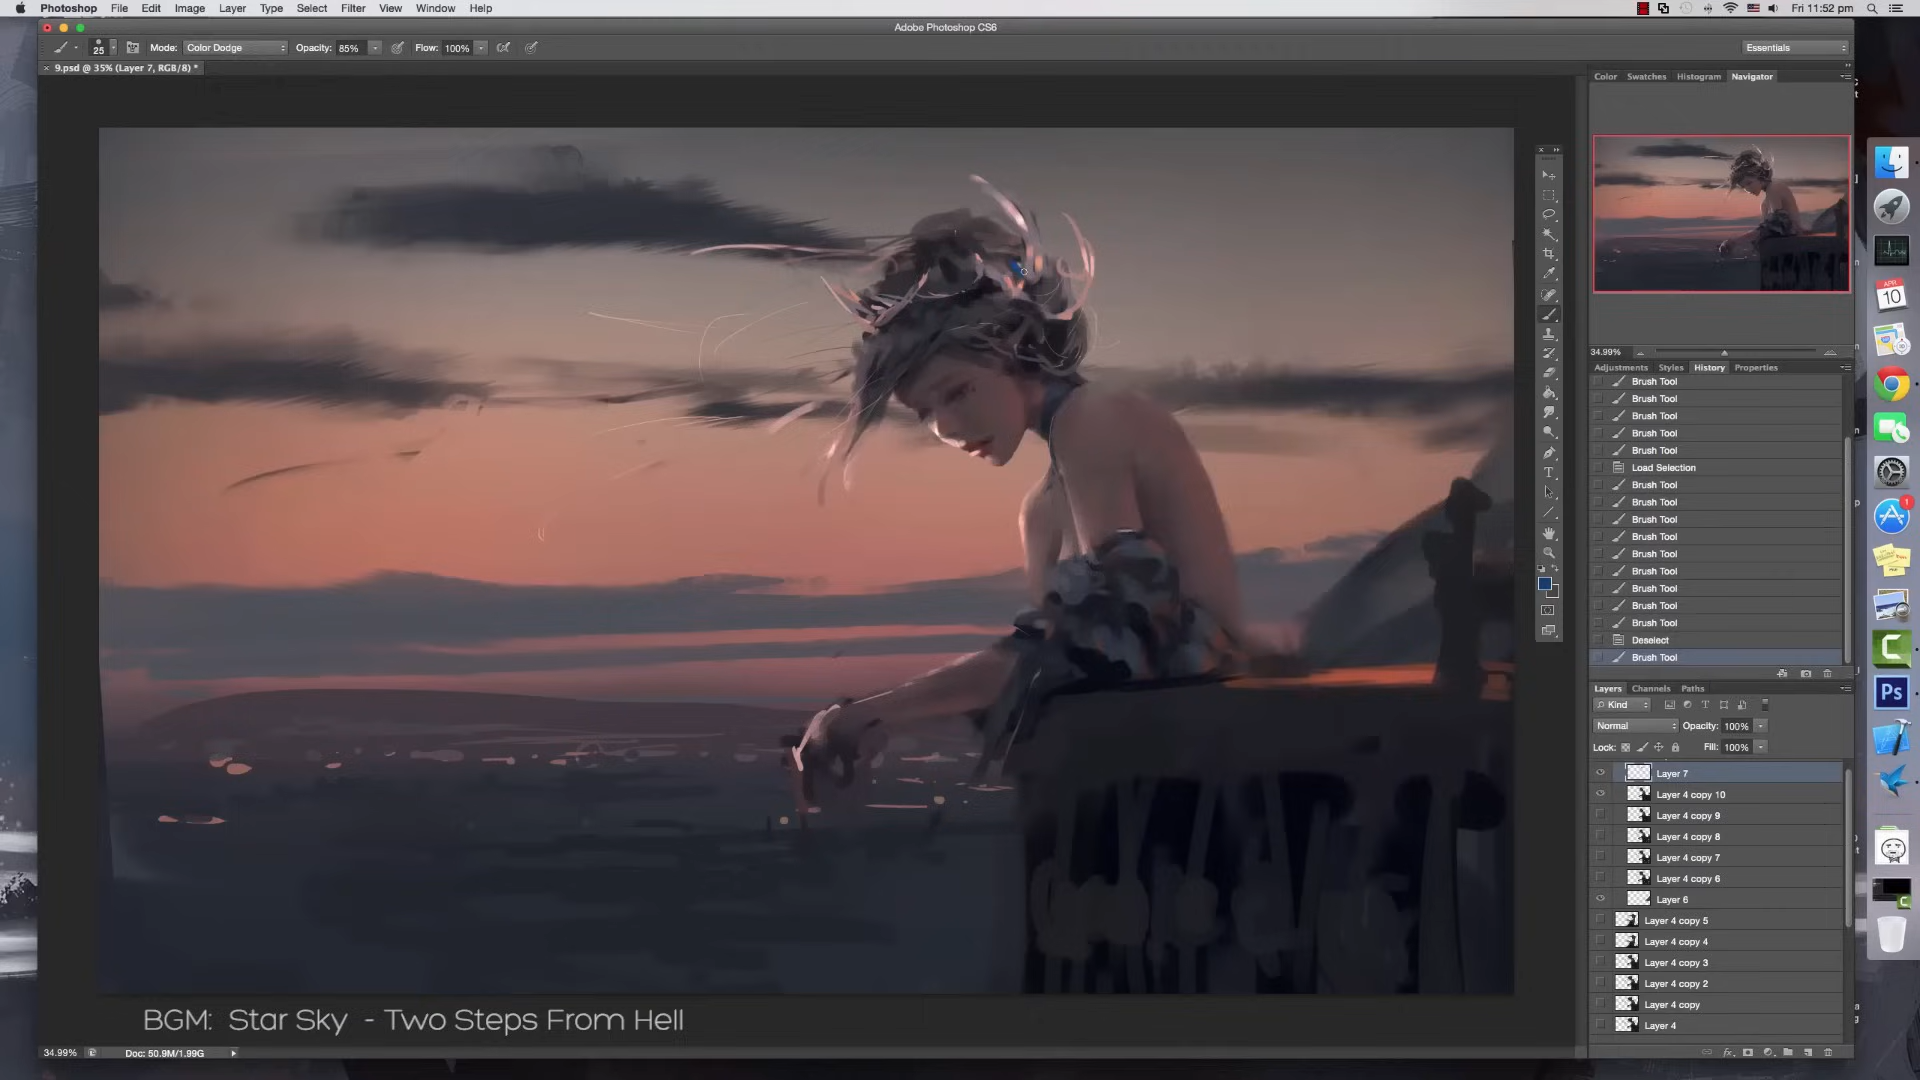 Photoshop File Edit Image Layer Type Select Filter View Window Help Fri 11:52 pm
Adobe Photoshop CS6
25 Mode: Color Dodge Opacity: 85% Flow: 100% Essentials
9.psd @ 35% (Layer 7, RGB/8) *
Color Swatches Histogram Navigator
34.99%
Adjustments Styles History Properties
Brush Tool
Brush Tool
Brush Tool
Brush Tool
Brush Tool
Load Selection
Brush Tool
Brush Tool
Brush Tool
Brush Tool
Brush Tool
Brush Tool
Brush Tool
Brush Tool
Brush Tool
Deselect
Brush Tool
Layers Channels Paths
Kind
Normal Opacity: 100%
Lock: Fill: 100%
Layer 7
Layer 4 copy 10
Layer 4 copy 9
Layer 4 copy 8
Layer 4 copy 7
Layer 4 copy 6
Layer 6
Layer 4 copy 5
Layer 4 copy 4
Layer 4 copy 3
Layer 4 copy 2
Layer 4 copy
Layer 4
APR
10
1
Ps
BGM: Star Sky - Two Steps From Hell
34.99% Doc: 50.9M/1.99G